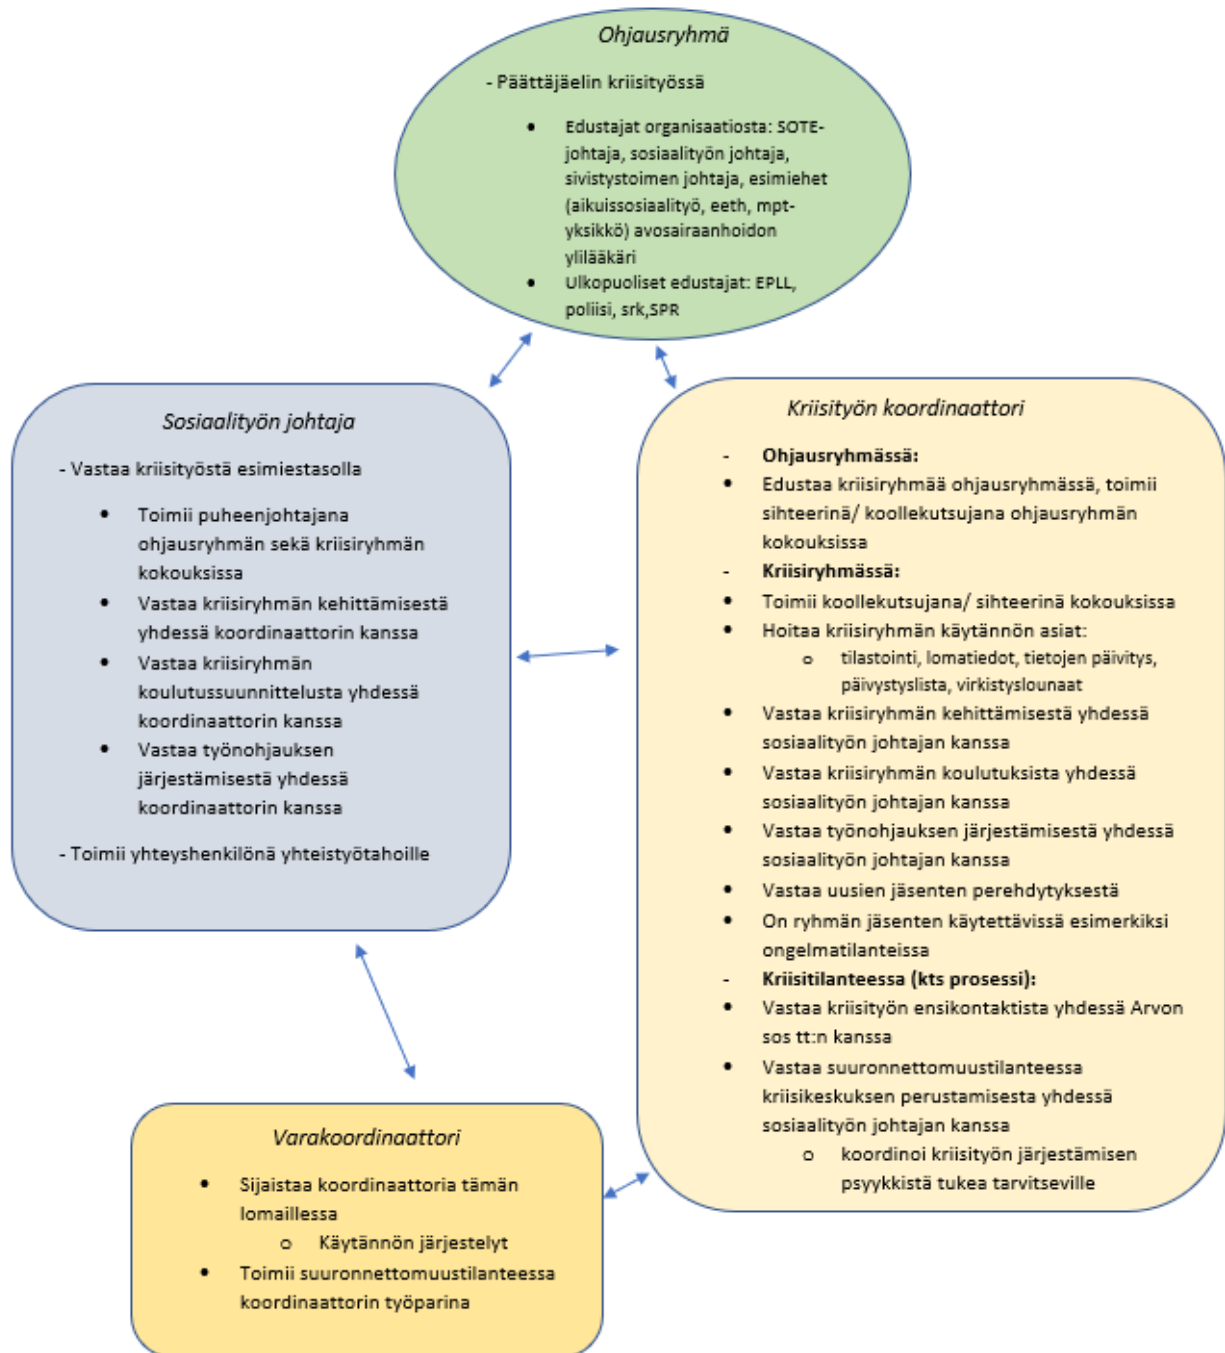 Ohjausryhmä
- Päättäjäelin kriisityössä
• Edustajat organisaatiosta: SOTE-
johtaja, sosiaalityön johtaja,
sivistystoimen johtaja, esimiehet
(aikuissosiaalityö, eeth, mpt-
yksikkö) avosairaanhoidon
ylilääkäri
• Ulkopuoliset edustajat: EPLL,
poliisi, srk,SPR
Sosiaalityön johtaja
- Vastaa kriisityöstä esimiestasolla
• Toimii puheenjohtajana
ohjausryhmän sekä kriisiryhmän
kokouksissa
• Vastaa kriisiryhmän kehittämisestä
yhdessä koordinaattorin kanssa
• Vastaa kriisiryhmän
koulutussuunnittelusta yhdessä
koordinaattorin kanssa
• Vastaa työnohjauksen
järjestämisestä yhdessä
koordinaattorin kanssa
- Toimii yhteyshenkilönä yhteistyötahoille
Kriisityön koordinaattori
- Ohjausryhmässä:
• Edustaa kriisiryhmää ohjausryhmässä, toimii
sihteerinä/ koollekutsujana ohjausryhmän
kokouksissa
- Kriisiryhmässä:
• Toimii koollekutsujana/ sihteerinä kokouksissa
• Hoitaa kriisiryhmän käytännön asiat:
o tilastointi, lomatiedot, tietojen päivitys,
päivystyslista, virkistyslounaat
• Vastaa kriisiryhmän kehittämisestä yhdessä
sosiaalityön johtajan kanssa
• Vastaa kriisiryhmän koulutuksista yhdessä
sosiaalityön johtajan kanssa
• Vastaa työnohjauksen järjestämisestä yhdessä
sosiaalityön johtajan kanssa
• Vastaa uusien jäsenten perehdytyksestä
• On ryhmän jäsenten käytettävissä esimerkiksi
ongelmatilanteissa
- Kriisitilanteessa (kts prosessi):
• Vastaa kriisityön ensikontaktista yhdessä Arvon
sos tt:n kanssa
• Vastaa suuronnettomuustilanteessa
kriisikeskuksen perustamisesta yhdessä
sosiaalityön johtajan kanssa
o koordinoi kriisityön järjestämisen
psyykkistä tukea tarvitseville
Varakoordinaattori
• Sijaistaa koordinaattoria tämän
lomaillessa
o Käytännön järjestelyt
• Toimii suuronnettomuustilanteessa
koordinaattorin työparina